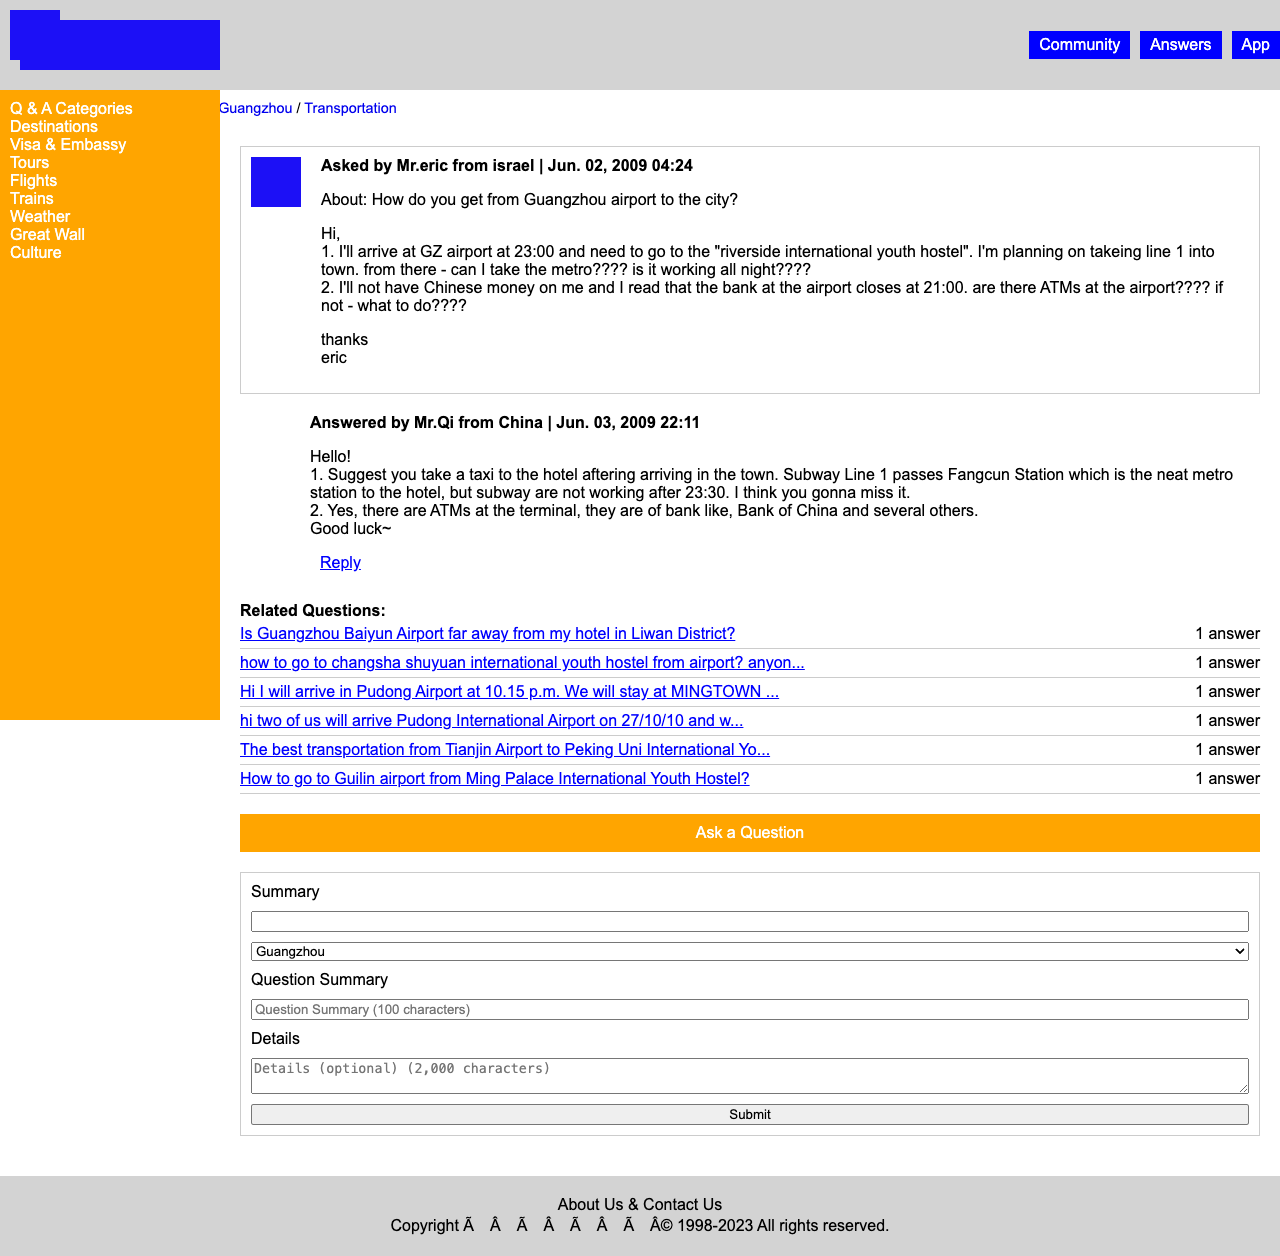 Community
Answers
App
Guangzhou / Transportation
Q & A Categories
Destinations
Visa & Embassy
Tours
Flights
Trains
Weather
Great Wall
Culture
Asked by Mr.eric from israel | Jun. 02, 2009 04:24
About: How do you get from Guangzhou airport to the city?
Hi,
1. I'll arrive at GZ airport at 23:00 and need to go to the "riverside international youth hostel". I'm planning on takeing line 1 into
town. from there - can I take the metro???? is it working all night????
2. I'll not have Chinese money on me and I read that the bank at the airport closes at 21:00. are there ATMs at the airport???? if
not - what to do????
thanks
eric
Answered by Mr.Qi from China | Jun. 03, 2009 22:11
Hello!
1. Suggest you take a taxi to the hotel aftering arriving in the town. Subway Line 1 passes Fangcun Station which is the neat metro
station to the hotel, but subway are not working after 23:30. I think you gonna miss it.
2. Yes, there are ATMs at the terminal, they are of bank like, Bank of China and several others.
Good luck~
Reply
Related Questions:
Is Guangzhou Baiyun Airport far away from my hotel in Liwan District? 1 answer
how to go to changsha shuyuan international youth hostel from airport? anyon... 1 answer
Hi I will arrive in Pudong Airport at 10.15 p.m. We will stay at MINGTOWN ... 1 answer
hi two of us will arrive Pudong International Airport on 27/10/10 and w... 1 answer
The best transportation from Tianjin Airport to Peking Uni International Yo... 1 answer
How to go to Guilin airport from Ming Palace International Youth Hostel? 1 answer
Ask a Question
Summary
Guangzhou
Question Summary
Question Summary (100 characters)
Details
Details (optional) (2,000 characters)
Submit
About Us & Contact Us
Copyright Ã Â Ã Â Ã Â Ã Â© 1998-2023 All rights reserved.